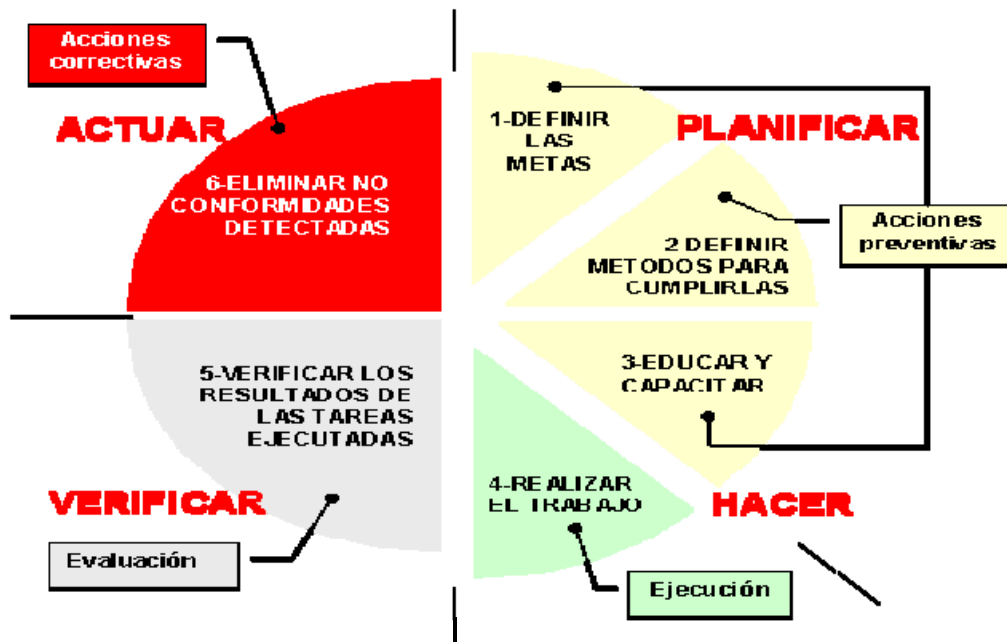 Acciones
correctivas
ACTUAR
6-ELIMINAR NO
CONFORMIDADES
DETECTADAS
1-DEFINIR
LAS
METAS
PLANIFICAR
Acciones
preventivas
2 DEFINIR
METODOS PARA
CUMPLIRLAS
3-EDUCAR Y
CAPACITAR
HACER
4-REALIZAR
EL TRABAJO
Ejecución
5-VERIFICAR LOS
RESULTADOS DE
LAS TAREAS
EJECUTADAS
VERIFICAR
Evaluación